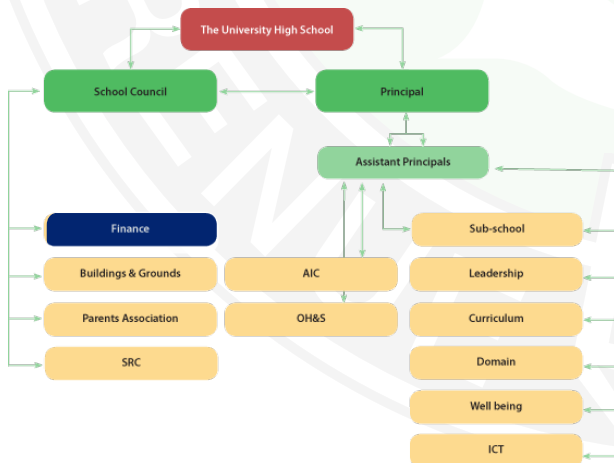 The University High School
School Council
Principal
Assistant Principals
Finance
Sub-school
Buildings & Grounds
AIC
Leadership
Parents Association
OH&S
Curriculum
SRC
Domain
Well being
ICT